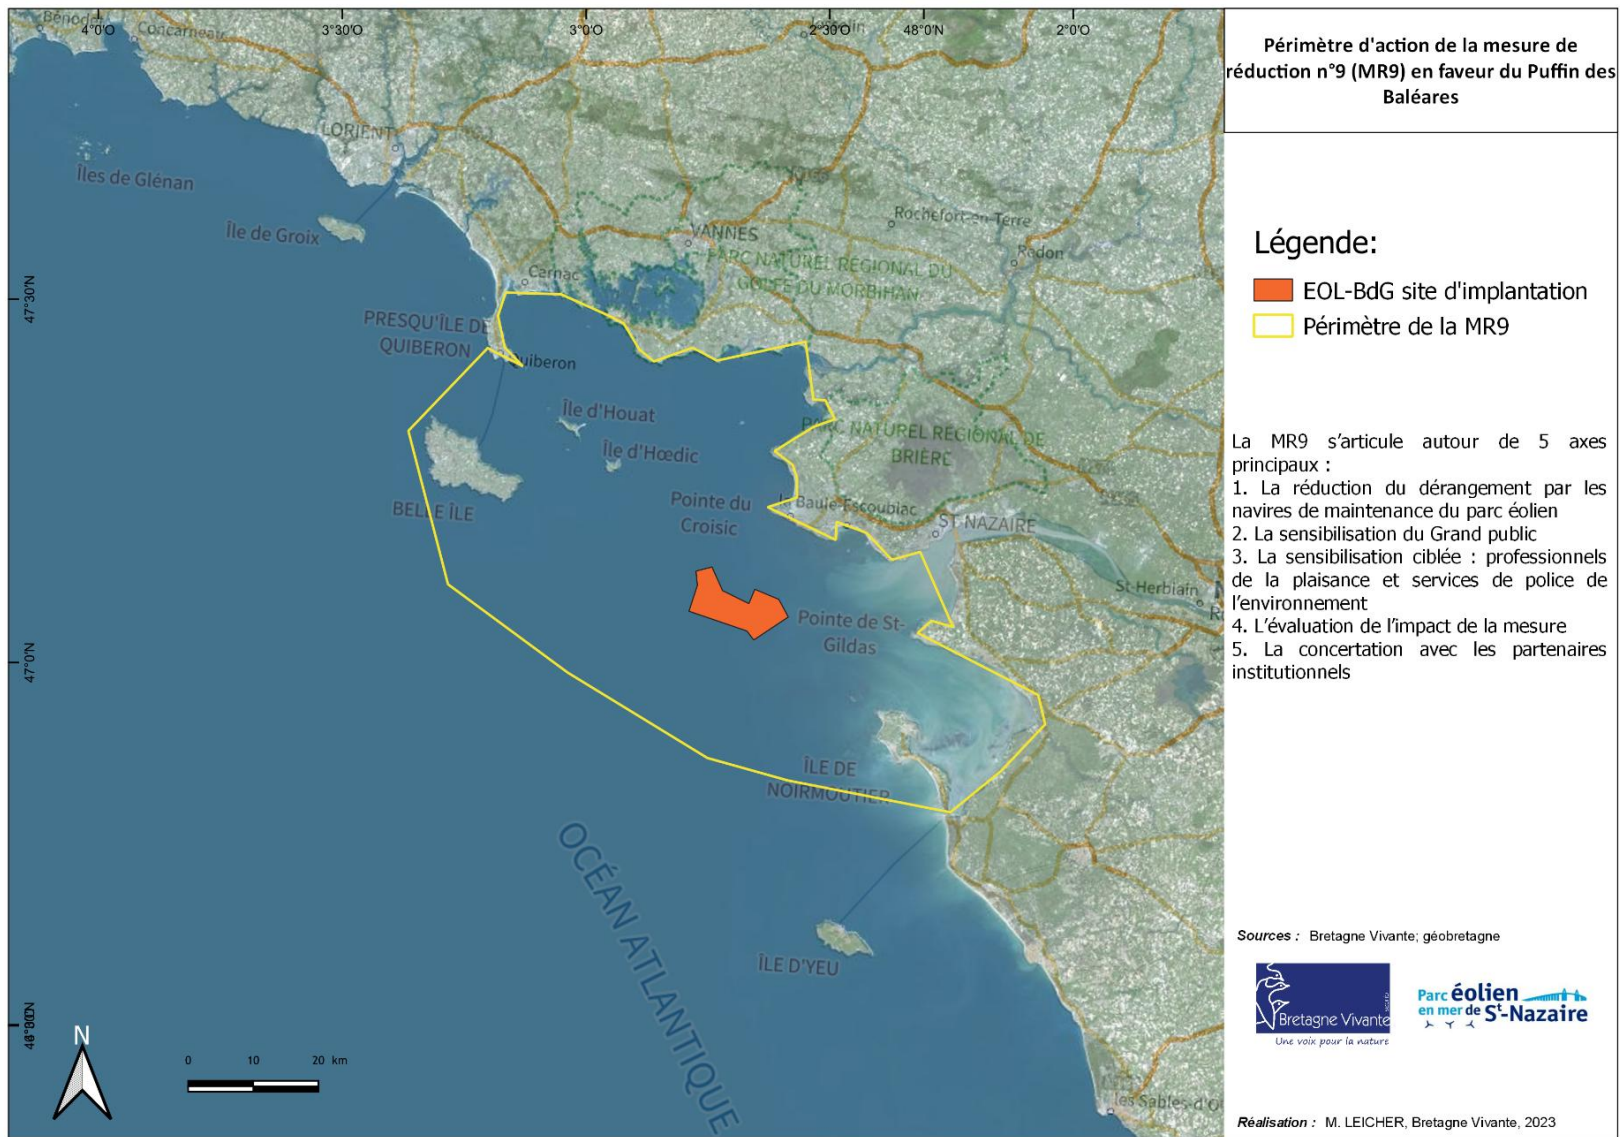 Périmètre d'action de la mesure de
réduction n°9 (MR9) en faveur du Puffin des
Baléares
4°0'O
3°30'O
3°0'O
2°30'O
48°0'N
2°0'O
47°30'N
47°0'N
Bénodet
Concarneau
LORIENT
Îles de Glénan
Île de Groix
VANNES
Rochefort-en-Terre
Redon
Carnac
PARC NATUREL RÉGIONAL DU
GOLFE DU MORBIHAN
PRESQU'ÎLE DE
QUIBERON
Quiberon
Île d'Houat
Île d'Hœdic
PARC NATUREL RÉGIONAL DE
BRIÈRE
BELLE ÎLE
Pointe du
Croisic
la Baule-Escoublac
ST NAZAIRE
St-Herblain
Pointe de St-
Gildas
ÎLE DE
NOIRMOUTIER
OCÉAN ATLANTIQUE
ÎLE D'YEU
les Sables-d'O
N
0 10 20 km
Légende:
EOL-BdG site d'implantation
Périmètre de la MR9
La MR9 s'articule autour de 5 axes
principaux :
1. La réduction du dérangement par les
navires de maintenance du parc éolien
2. La sensibilisation du Grand public
3. La sensibilisation ciblée : professionnels
de la plaisance et services de police de
l'environnement
4. L'évaluation de l'impact de la mesure
5. La concertation avec les partenaires
institutionnels
Sources : Bretagne Vivante; géobretagne
Bretagne Vivante
Une voix pour la nature
Parc éolien
en mer de St-Nazaire
Réalisation : M. LEICHER, Bretagne Vivante, 2023